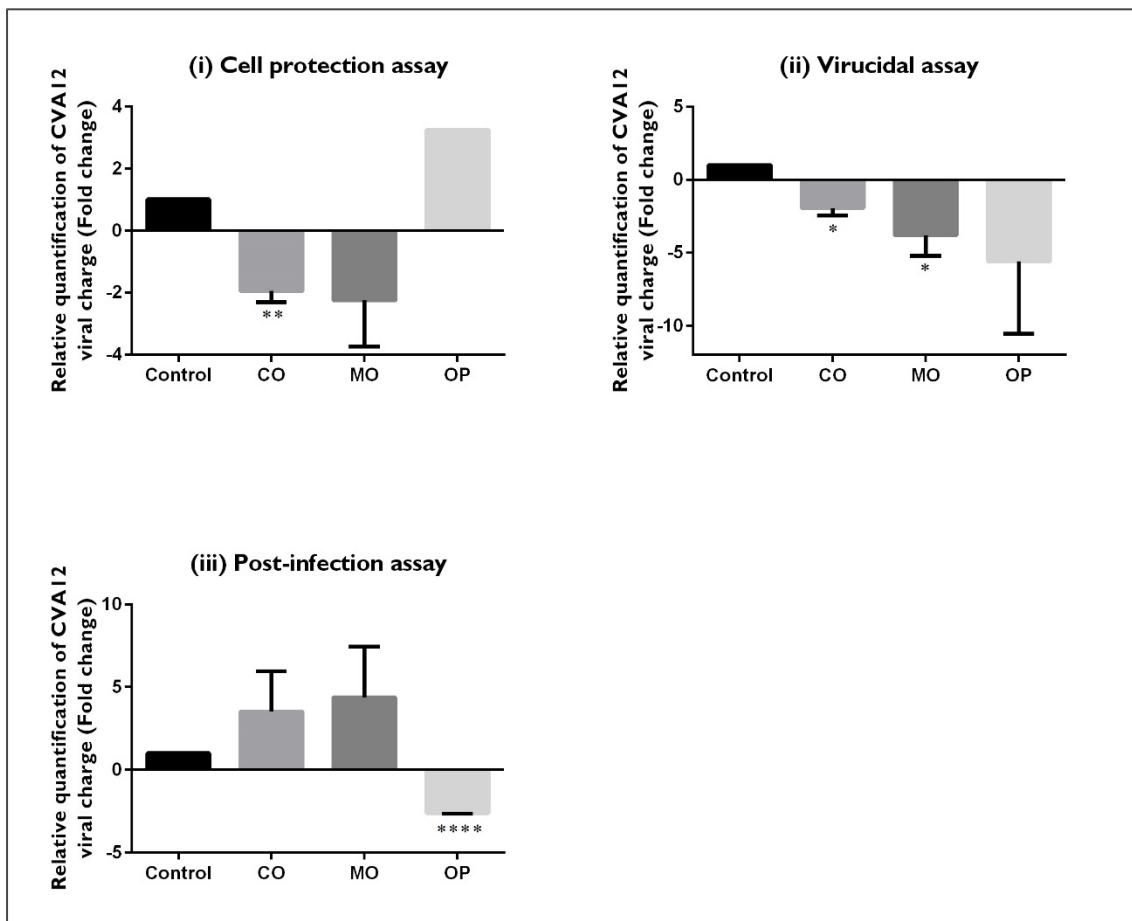 (i) Cell protection assay
Relative quantification of CVA12
viral charge (Fold change)
4
2
0
-2
-4
**
Control CO MO OP
(ii) Virucidal assay
Relative quantification of CVA12
viral charge (Fold change)
5
0
-5
-10
*
*
Control CO MO OP
(iii) Post-infection assay
Relative quantification of CVA12
viral charge (Fold change)
10
5
0
-5
****
Control CO MO OP